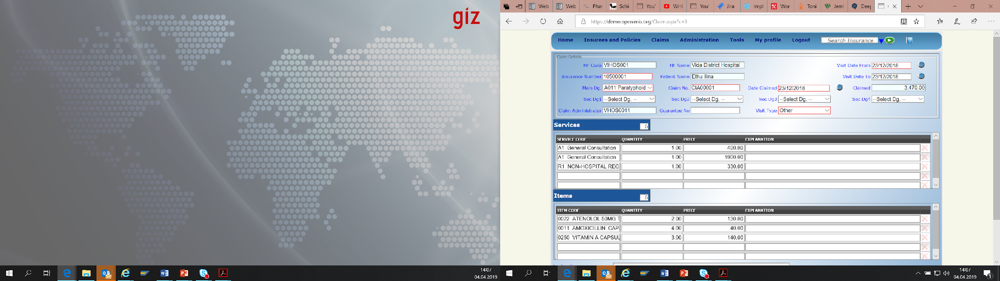 giz
Web
Web
Phar
Schi
You'
WHO
You'
Jira
Impl
Wor
Toni
Jeml
Deep
https://demo.openimis.org/Claim.aspx?c=3
Home Insurees and Policies Claims Administration Tools My profile Logout Search Insurance
Claim Details
HF Code VIHOS001 HF Name Vida District Hospital Visit Date From 23/12/2018
Insurance Number 10500001 Patient Name Ethu Ilina Visit Date To 23/12/2018
Main Dg. A011 Paratyphoid Claim No. CIA00001 Date Claimed 23/12/2018 Claimed 3,470.00
Sec Dg1 --Select Dg. -- Sec Dg2 --Select Dg. -- Sec Dg3 --Select Dg. -- Sec Dg4 --Select Dg. --
Claim Administrator VHOS0011 Guarantee No Visit Type Other
Services 5
SERVICE CODE QUANTITY PRICE EXPLANATION
A1 General Consultation 1.00 400.00
A1 General Consultation 1.00 1900.00
R1 NON-HOSPITAL REG 1.00 330.00
Items 5
ITEM CODE QUANTITY PRICE EXPLANATION
0022 ATENOLOL 50MG T 2.00 130.00
0011 AMOXICILLIN CAPS 4.00 40.00
0250 VITAMIN A CAPSUL 3.00 140.00
14:07
04.04.2019
14:07
04.04.2019
1